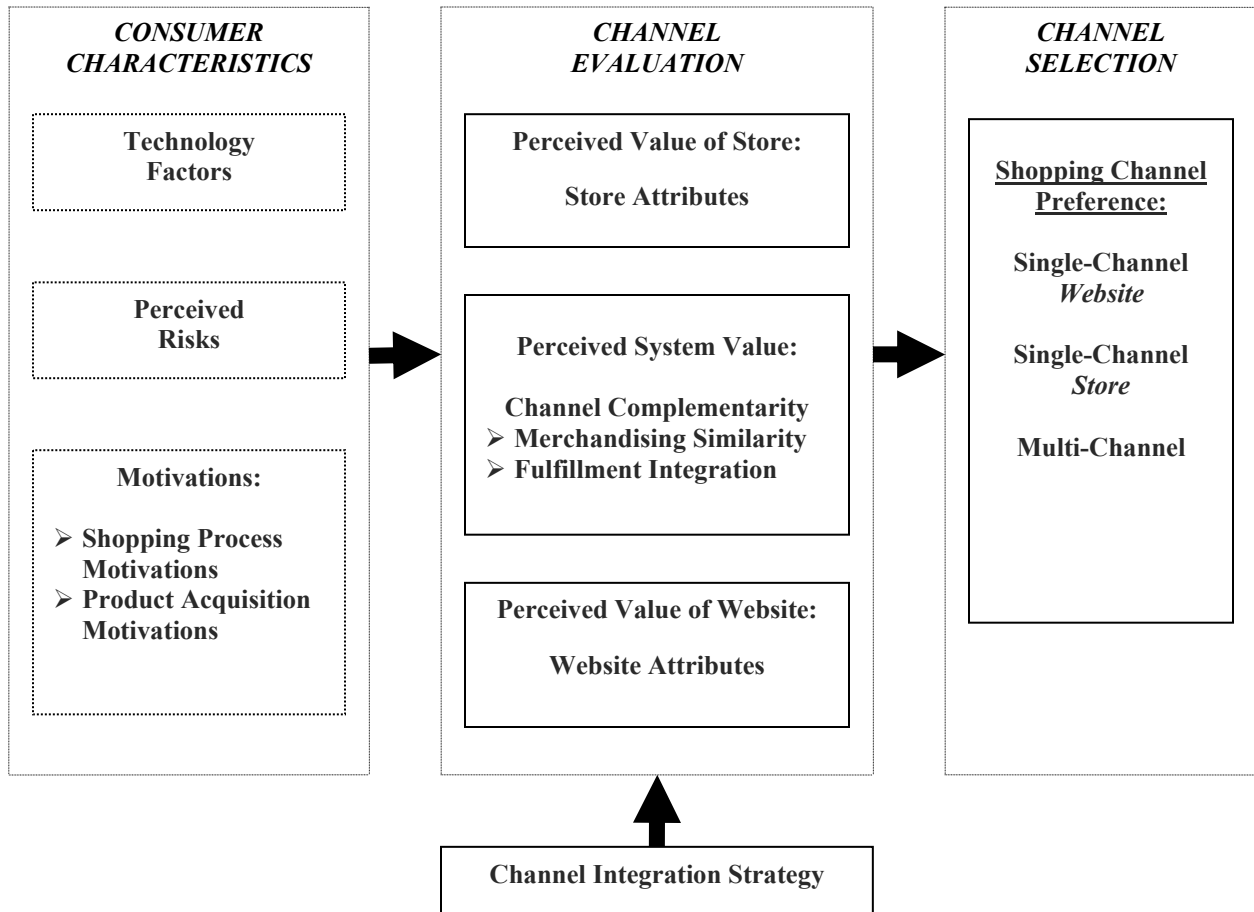 CONSUMER
CHARACTERISTICS
Technology
Factors
Perceived
Risks
Motivations:
➢ Shopping Process
Motivations
➢ Product Acquisition
Motivations
CHANNEL
EVALUATION
Perceived Value of Store:
Store Attributes
Perceived System Value:
Channel Complementarity
➢ Merchandising Similarity
➢ Fulfillment Integration
Perceived Value of Website:
Website Attributes
CHANNEL
SELECTION
Shopping Channel
Preference:
Single-Channel
Website
Single-Channel
Store
Multi-Channel
Channel Integration Strategy